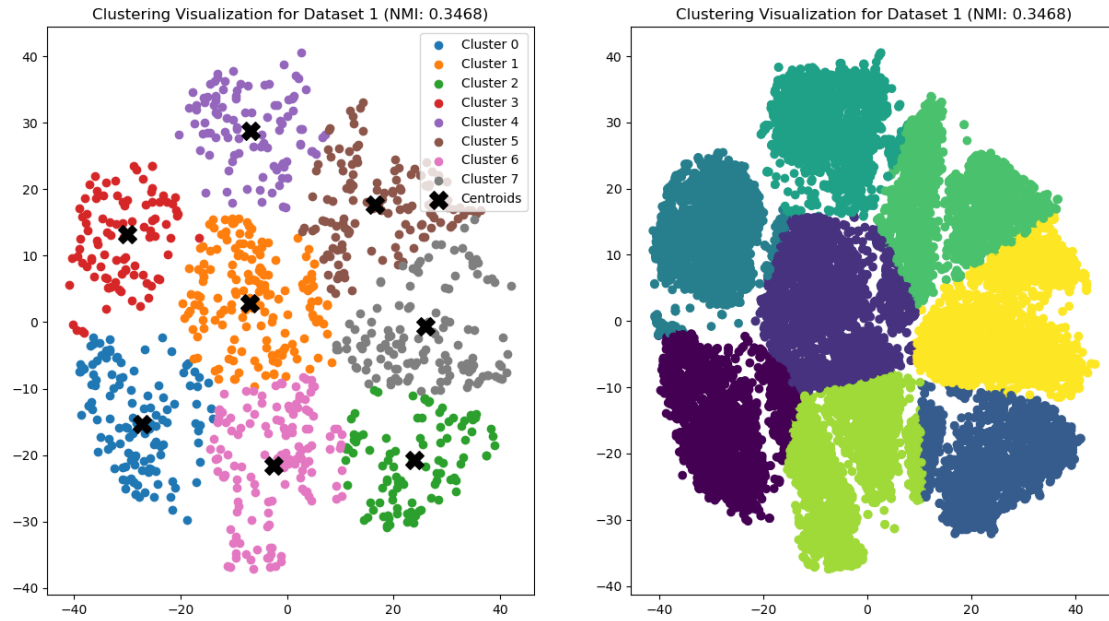 Clustering Visualization for Dataset 1 (NMI: 0.3468)
40
30
20
10
0
−10
−20
−30
−40
−40
−20
0
20
40
Cluster 0
Cluster 1
Cluster 2
Cluster 3
Cluster 4
Cluster 5
Cluster 6
Cluster 7
Centroids
Clustering Visualization for Dataset 1 (NMI: 0.3468)
40
30
20
10
0
−10
−20
−30
−40
−40
−20
0
20
40